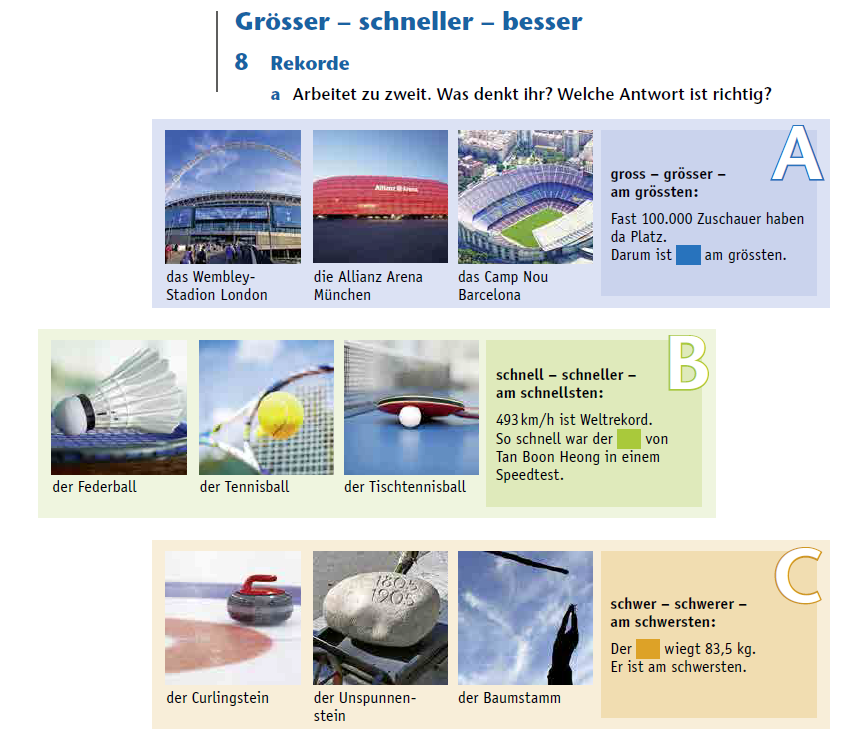 Grösser – schneller – besser
8 Rekorde
a Arbeitet zu zweit. Was denkt ihr? Welche Antwort ist richtig?
A
Allianz Arena
das Wembley-
Stadion London
die Allianz Arena
München
das Camp Nou
Barcelona
gross – grösser –
am grössten:
Fast 100.000 Zuschauer haben
da Platz.
Darum ist am grössten.
B
der Federball
der Tennisball
der Tischtennisball
schnell – schneller –
am schnellsten:
493 km/h ist Weltrekord.
So schnell war der von
Tan Boon Heong in einem
Speedtest.
C
1805
1905
der Curlingstein
der Unspunnen-
stein
der Baumstamm
schwer – schwerer –
am schwersten:
Der wiegt 83,5 kg.
Er ist am schwersten.